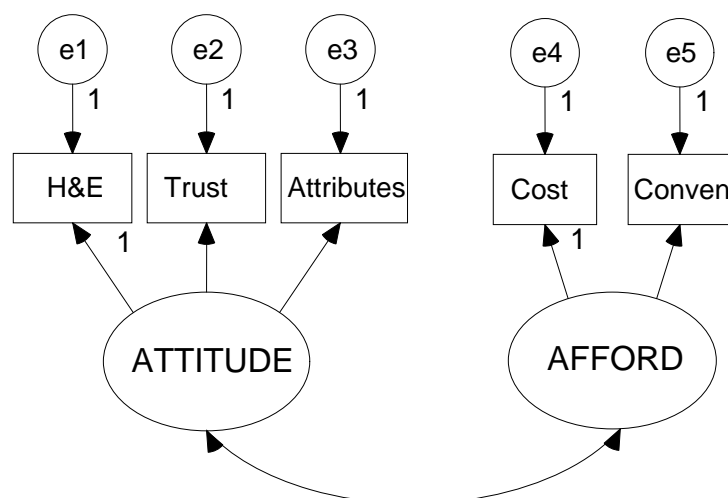 e1 e2 e3 e4 e5
1 1 1 1 1
H&E Trust Attributes Cost Conven
1 1
ATTITUDE AFFORD